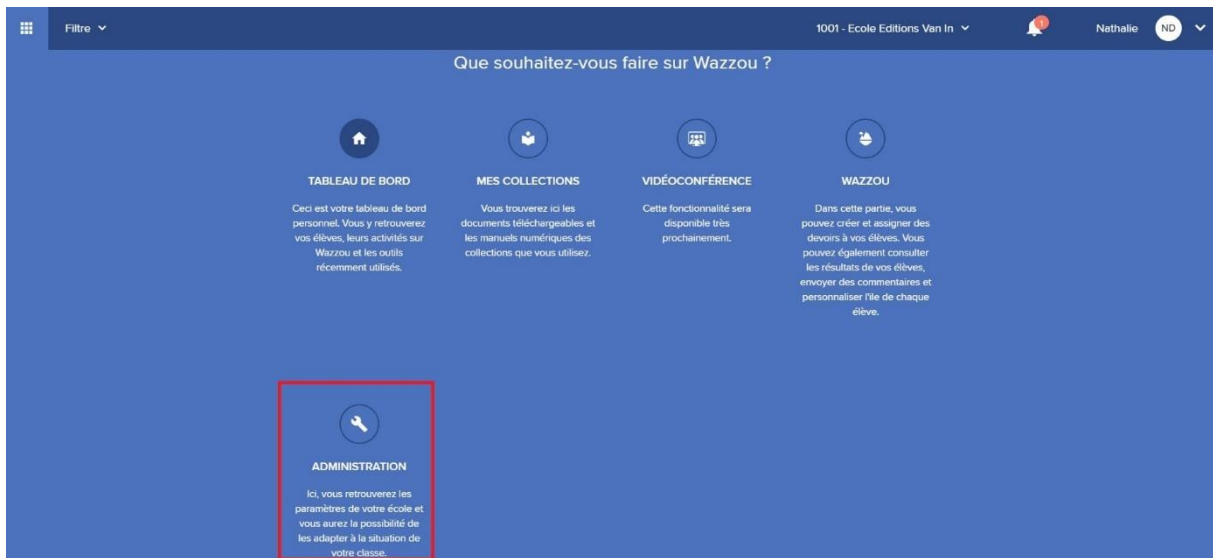 Filtre
1001 - Ecole Editions Van In
1
Nathalie
ND
Que souhaitez-vous faire sur Wazzou ?
TABLEAU DE BORD
Ceci est votre tableau de bord
personnel. Vous y retrouverez
vos élèves, leurs activités sur
Wazzou et les outils
récemment utilisés.
MES COLLECTIONS
Vous trouverez ici les
documents téléchargeables et
les manuels numériques des
collections que vous utilisez.
VIDÉOCONFÉRENCE
Cette fonctionnalité sera
disponible très
prochainement.
WAZZOU
Dans cette partie, vous
pouvez créer et assigner des
devoirs à vos élèves. Vous
pouvez également consulter
les résultats de vos élèves,
envoyer des commentaires et
personnaliser l'île de chaque
élève.
ADMINISTRATION
Ici, vous retrouverez les
paramètres de votre école et
vous aurez la possibilité de
les adapter à la situation de
votre classe.